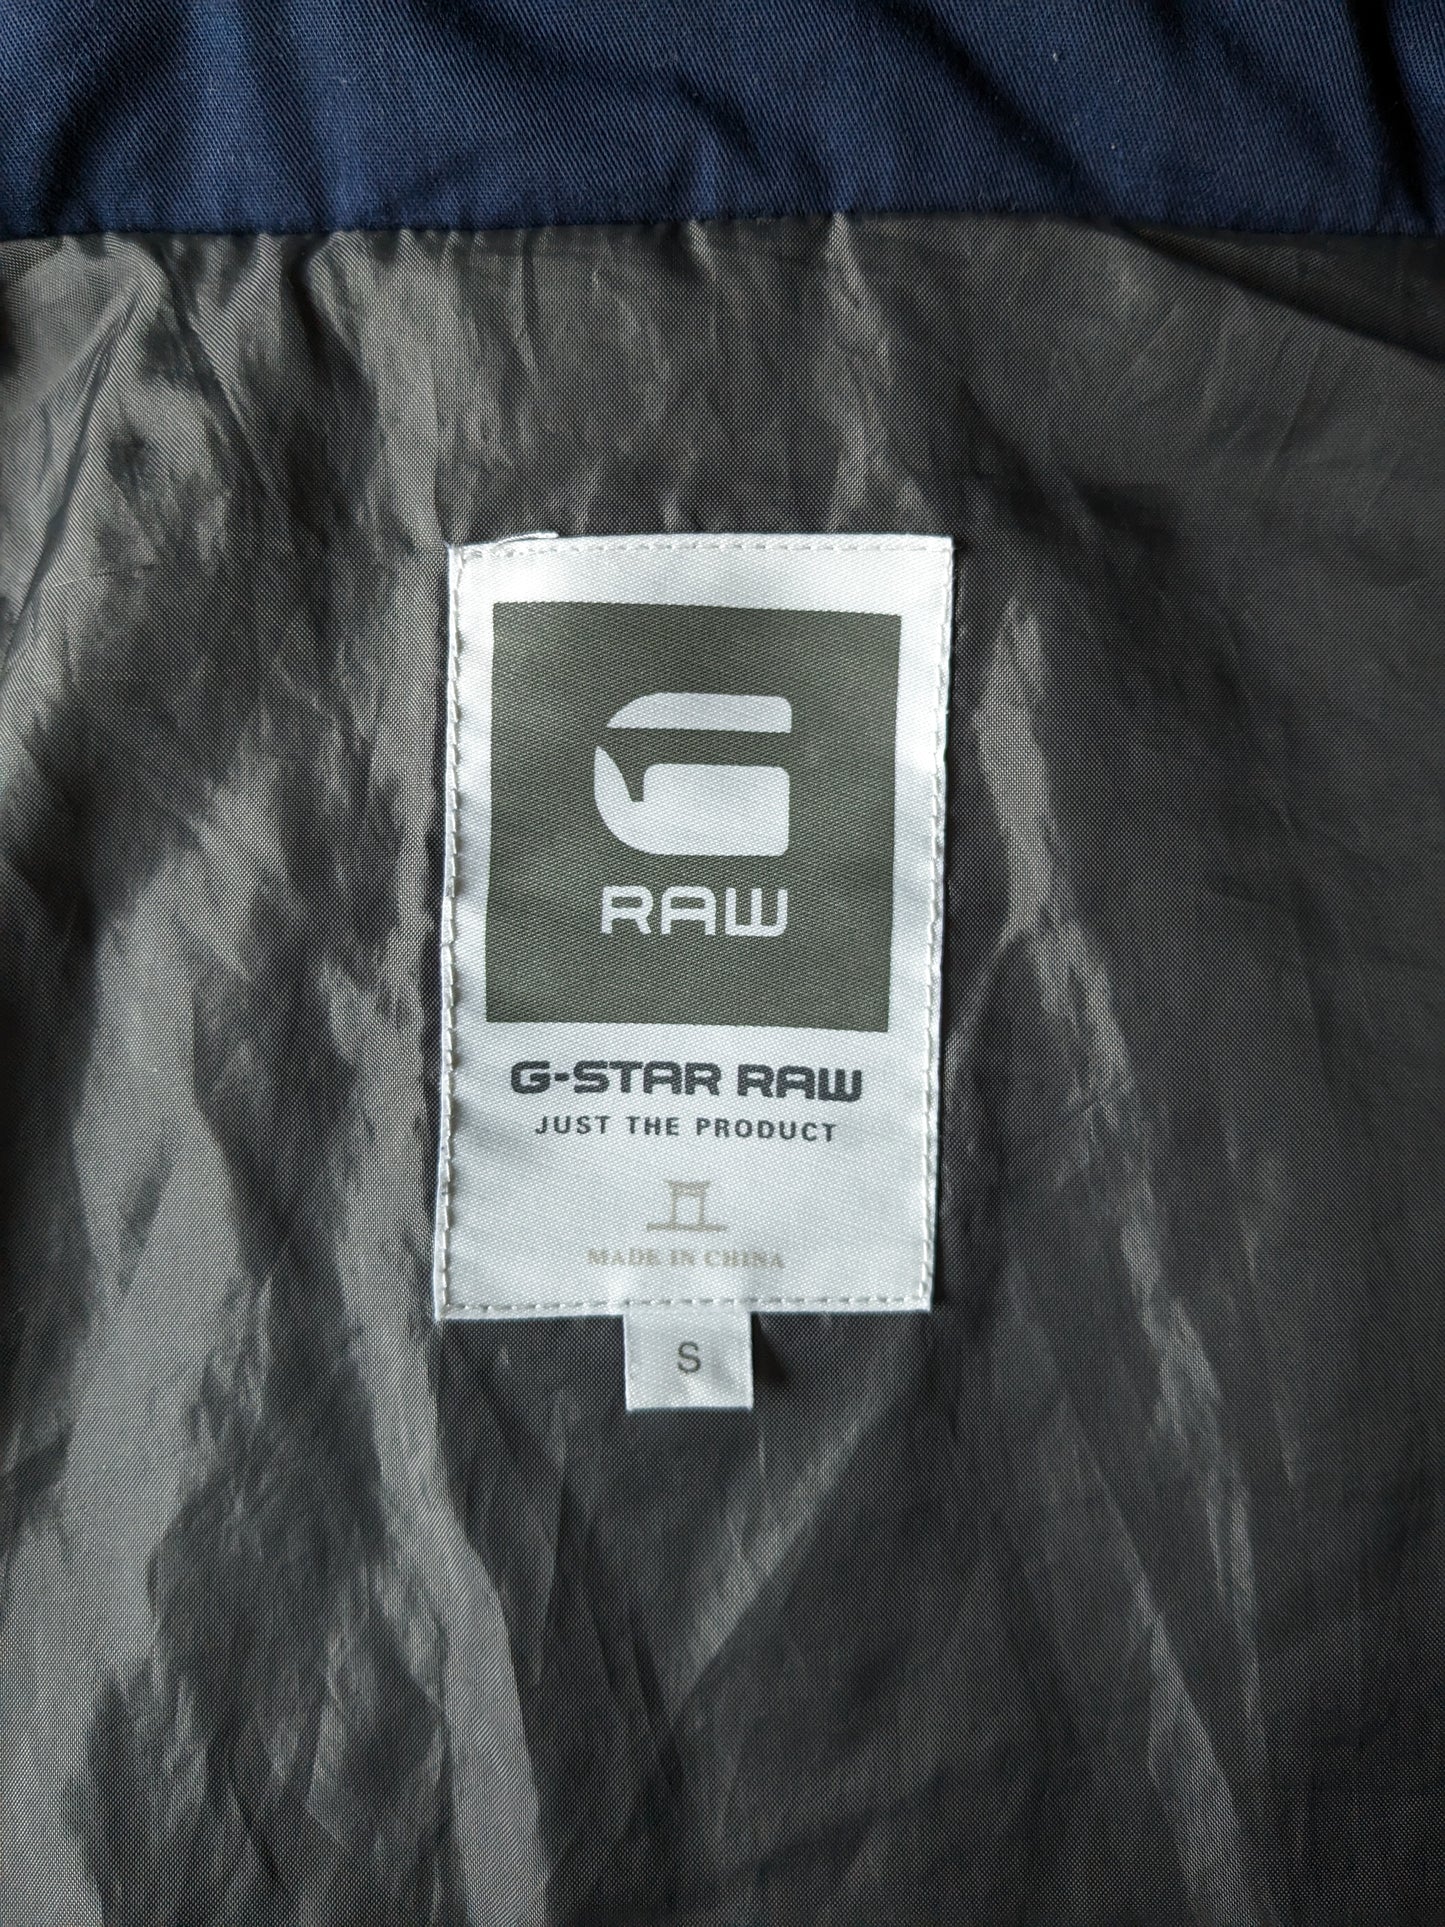 G
RAW
G-STAR RAW
JUST THE PRODUCT
MADE IN CHINA
S